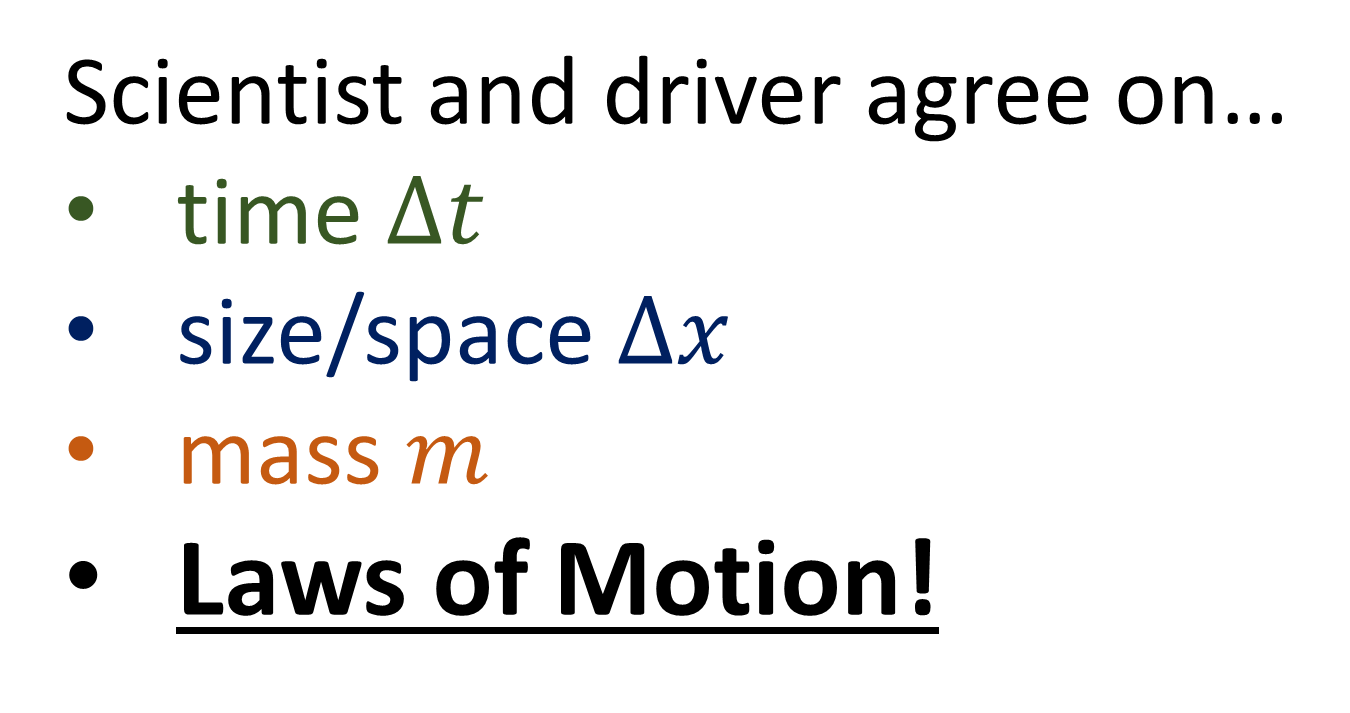 Scientist and driver agree on…
• time Δt
• size/space Δx
• mass m
• Laws of Motion!